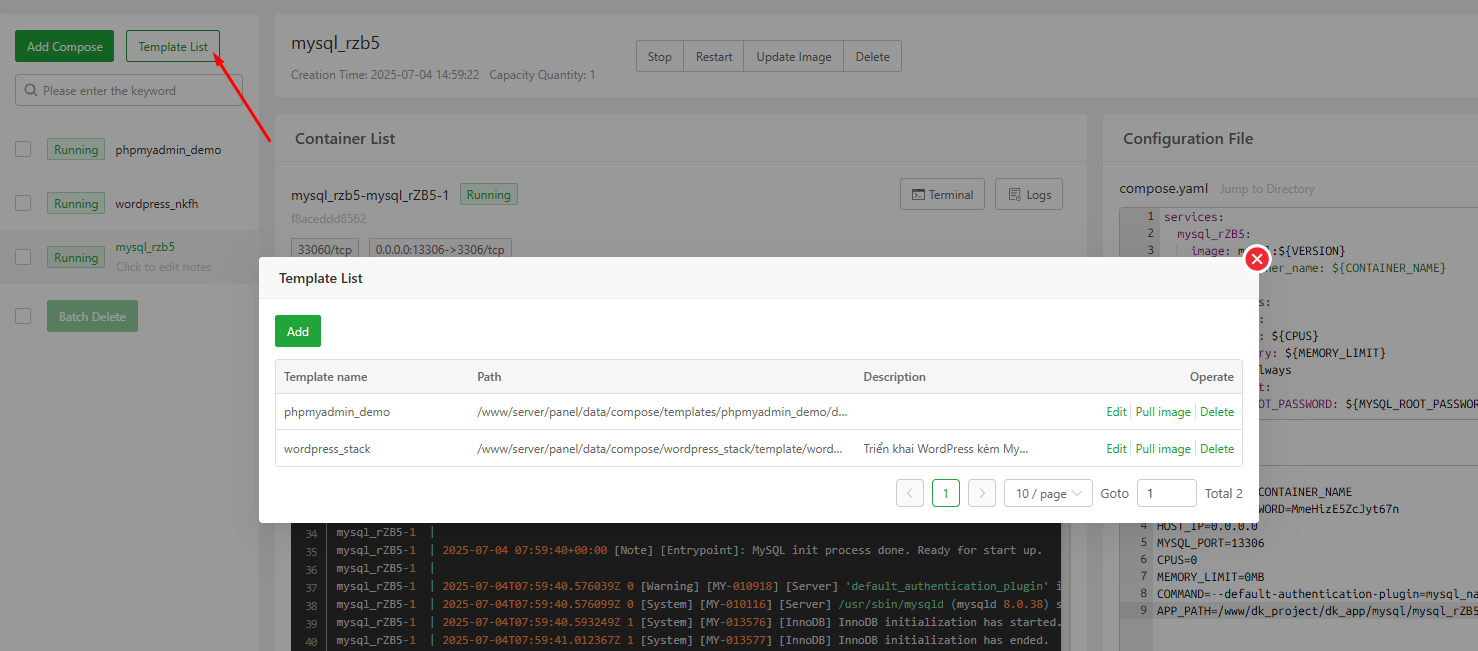 Add Compose
Template List
Please enter the keyword
Running phpmyadmin_demo
Running wordpress_nkfh
Running mysql_rzb5
Click to edit notes
Batch Delete
mysql_rzb5
Creation Time: 2025-07-04 14:59:22 Capacity Quantity: 1
Stop Restart Update Image Delete
Container List
mysql_rzb5-mysql_rZB5-1 Running
Terminal Logs
f8aceddd8562
33060/tcp 0.0.0.0:13306->3306/tcp
Configuration File
compose.yaml Jump to Directory
1 services:
2 mysql_rZB5:
3 image: :${VERSION}
${CONTAINER_NAME}
s:
:
: ${CPUS}
${MEMORY_LIMIT}
t:
${MYSQL_ROOT_PASSWOR
Template List
Add
Template name Path Description Operate
phpmyadmin_demo /www/server/panel/data/compose/templates/phpmyadmin_demo/d... Edit Pull image Delete
wordpress_stack /www/server/panel/data/compose/wordpress_stack/template/word... Triển khai WordPress kèm My... Edit Pull image Delete
1 10 / page Goto 1 Total 2
34 mysql_rZB5-1 |
35 mysql_rZB5-1 | 2025-07-04 07:59:40+00:00 [Note] [Entrypoint]: MySQL init process done. Ready for start up.
36 mysql_rZB5-1 |
37 mysql_rZB5-1 | 2025-07-04T07:59:40.576039Z 0 [Warning] [MY-010918] [Server] 'default_authentication_plugin' i
38 mysql_rZB5-1 | 2025-07-04T07:59:40.576099Z 0 [System] [MY-010116] [Server] /usr/sbin/mysqld (mysqld 8.0.38) s
39 mysql_rZB5-1 | 2025-07-04T07:59:40.593249Z 1 [System] [MY-013576] [InnoDB] InnoDB initialization has started.
40 mysql_rZB5-1 | 2025-07-04T07:59:41.012367Z 1 [System] [MY-013577] [InnoDB] InnoDB initialization has ended.
CONTAINER_NAME
WORD=MmeHizE5ZcJyt67n
4 HOST_IP=0.0.0.0
5 MYSQL_PORT=13306
6 CPUS=0
7 MEMORY_LIMIT=0MB
8 COMMAND=--default-authentication-plugin=mysql_na
9 APP_PATH=/www/dk_project/dk_app/mysql/mysql_rZB5